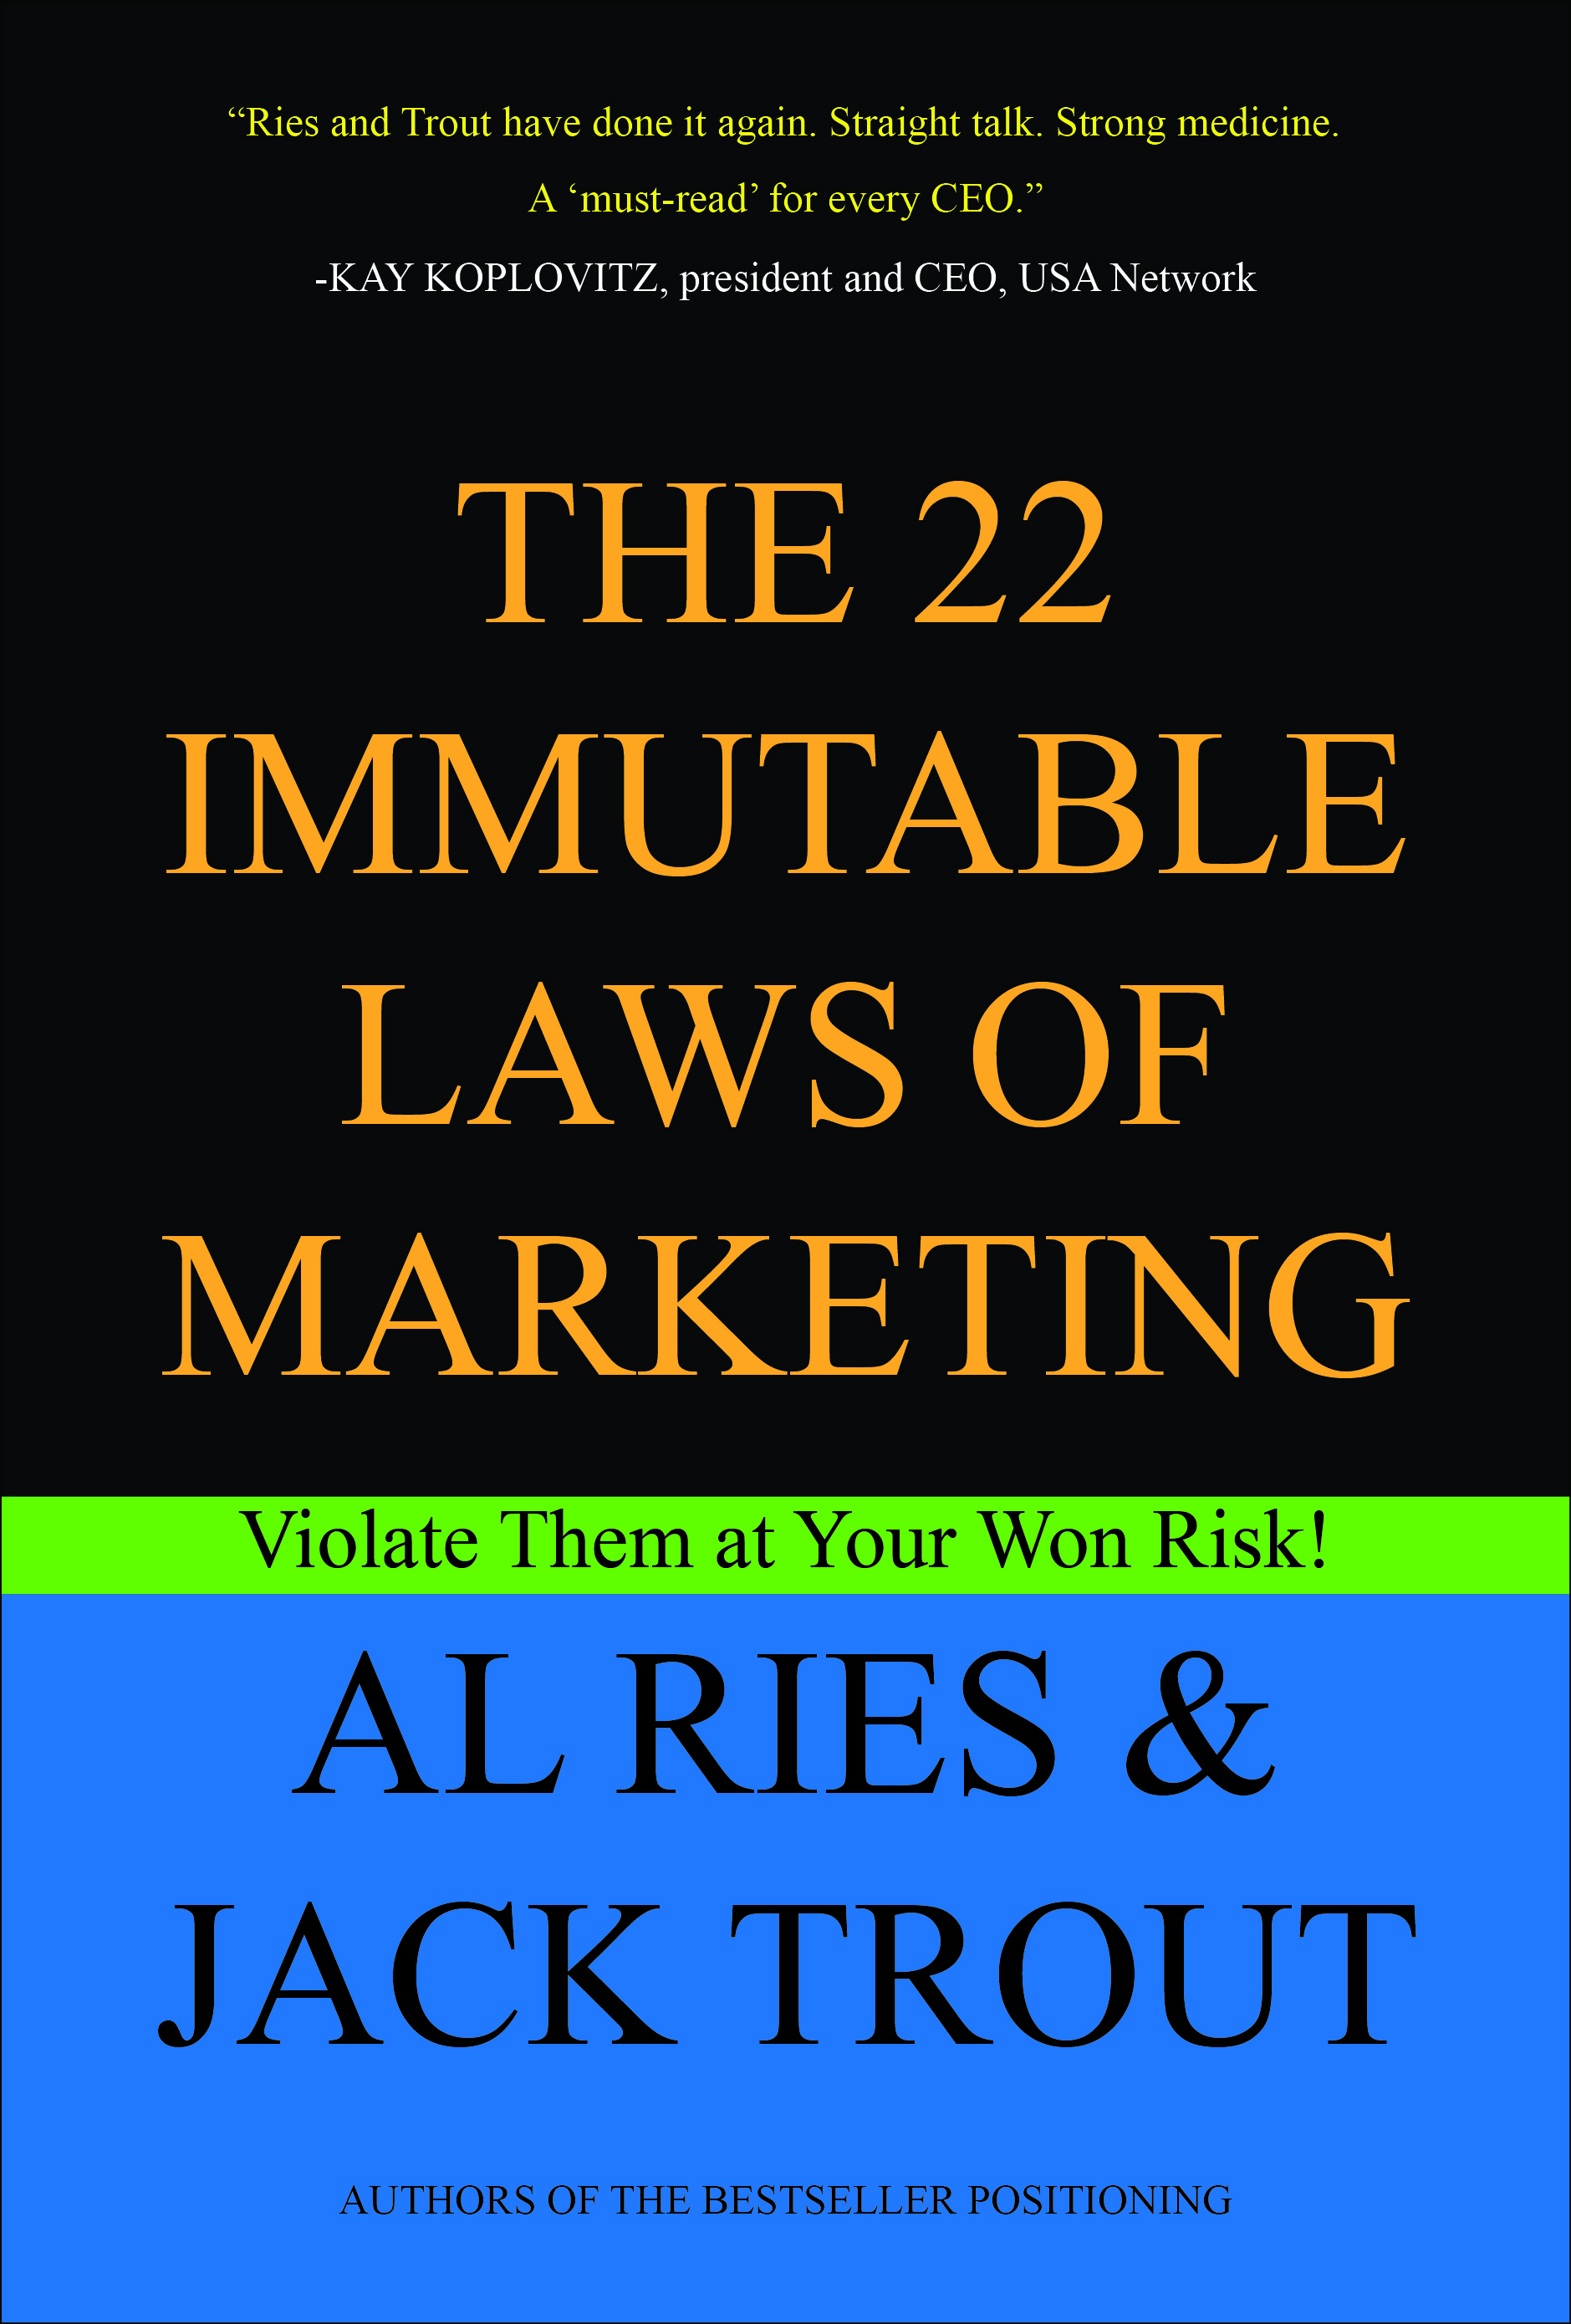 “Ries and Trout have done it again. Straight talk. Strong medicine.
A ‘must-read’ for every CEO.”
-KAY KOPLOVITZ, president and CEO, USA Network
THE 22
IMMUTABLE
LAWS OF
MARKETING
Violate Them at Your Won Risk!
AL RIES &
JACK TROUT
AUTHORS OF THE BESTSELLER POSITIONING